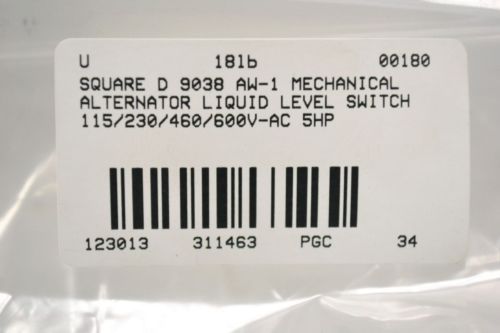 U 18lb 00180
SQUARE D 9038 AW-1 MECHANICAL
ALTERNATOR LIQUID LEVEL SWITCH
115/230/460/600V-AC 5HP
123013 311463 PGC 34